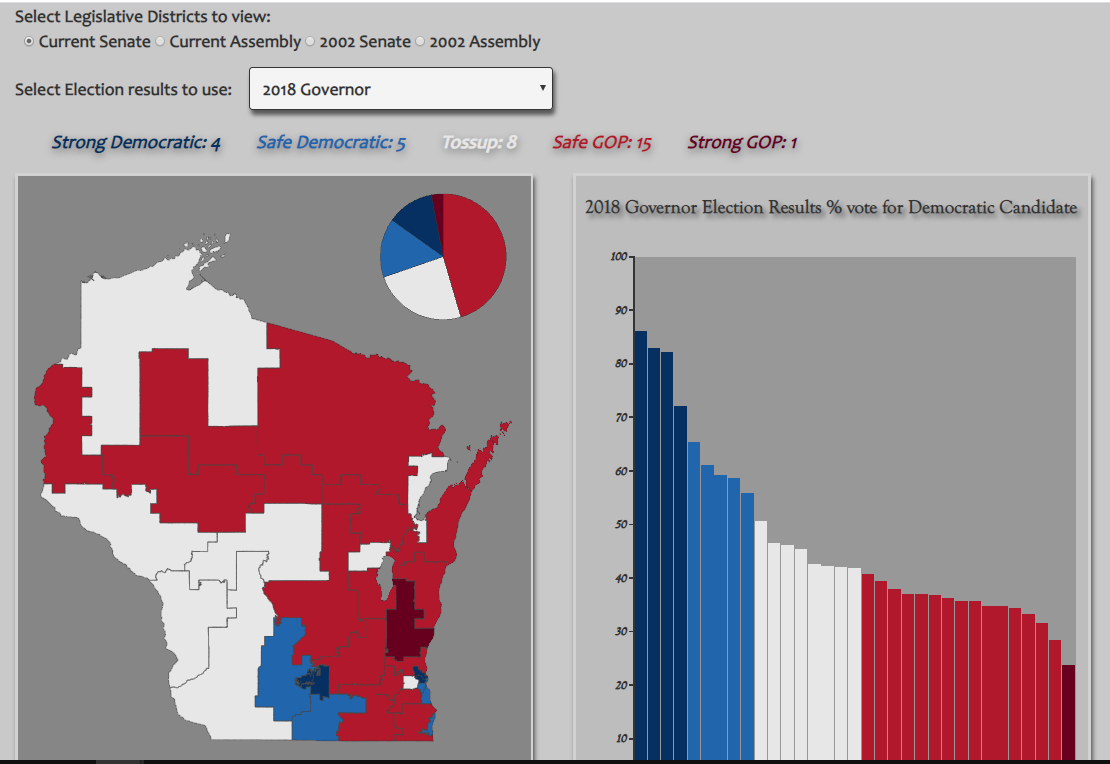 Select Legislative Districts to view:
Current Senate Current Assembly 2002 Senate 2002 Assembly
Select Election results to use: 2018 Governor
Strong Democratic: 4 Safe Democratic: 5 Tossup: 8 Safe GOP: 15 Strong GOP: 1
2018 Governor Election Results % vote for Democratic Candidate
100
90
80
70
60
50
40
30
20
10